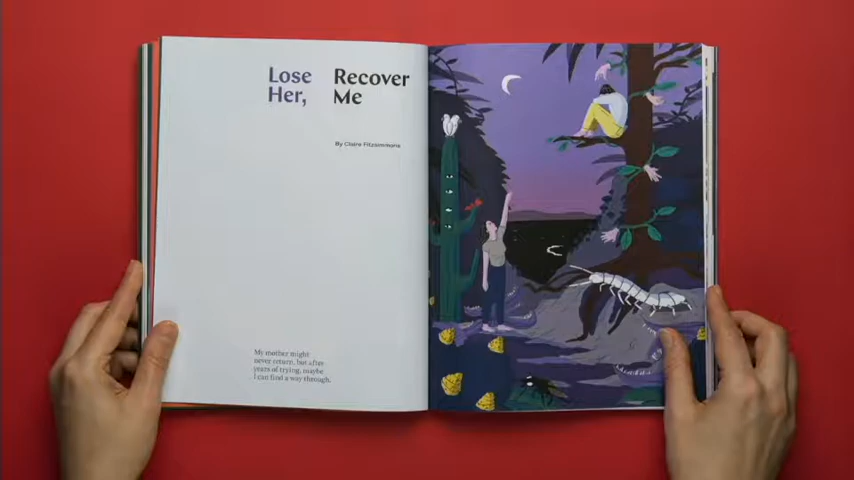 Lose Recover
Her, Me
By Claire Fitzsimmons
My mother might
never return, but after
years of trying, maybe
I can find a way through.